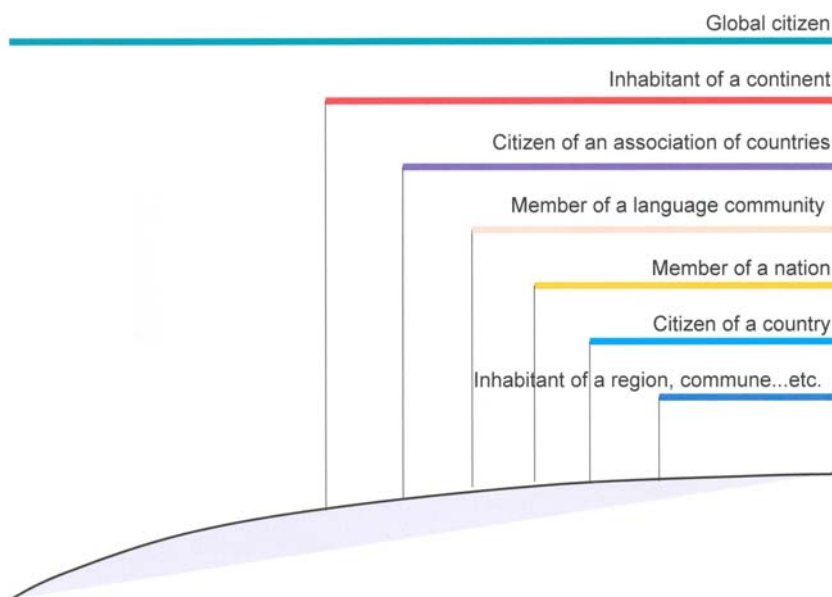 Global citizen
Inhabitant of a continent
Citizen of an association of countries
Member of a language community
Member of a nation
Citizen of a country
Inhabitant of a region, commune...etc.